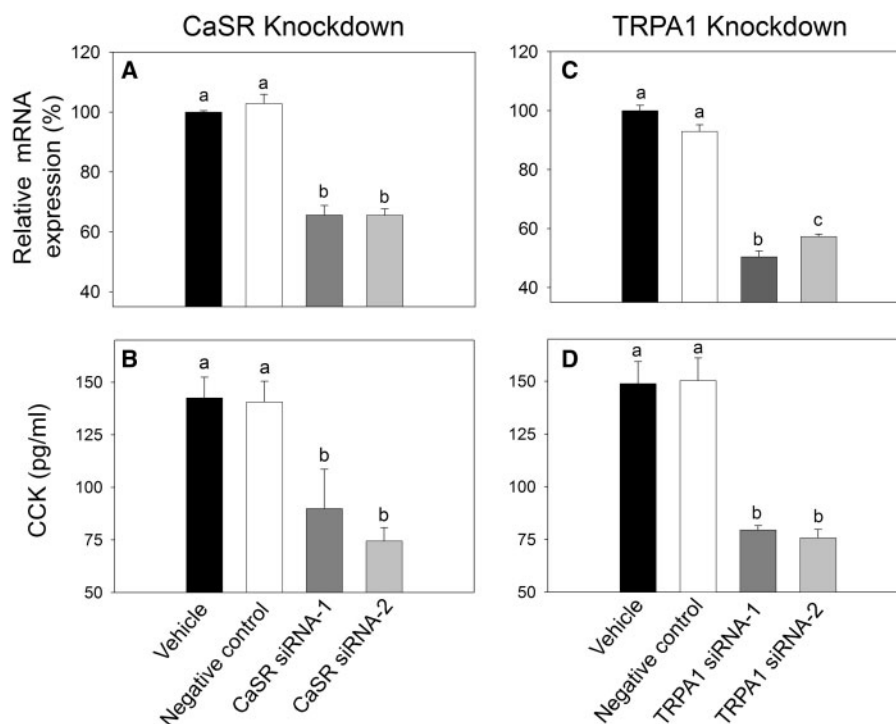 CaSR Knockdown
TRPA1 Knockdown
Relative mRNA
expression (%)
A
120
100
80
60
40
a
a
b
b
C
120
100
80
60
40
a
a
b
c
CCK (pg/ml)
B
150
125
100
75
50
a
a
b
b
D
150
125
100
75
50
a
a
b
b
Vehicle
Negative control
CaSR siRNA-1
CaSR siRNA-2
Vehicle
Negative control
TRPA1 siRNA-1
TRPA1 siRNA-2